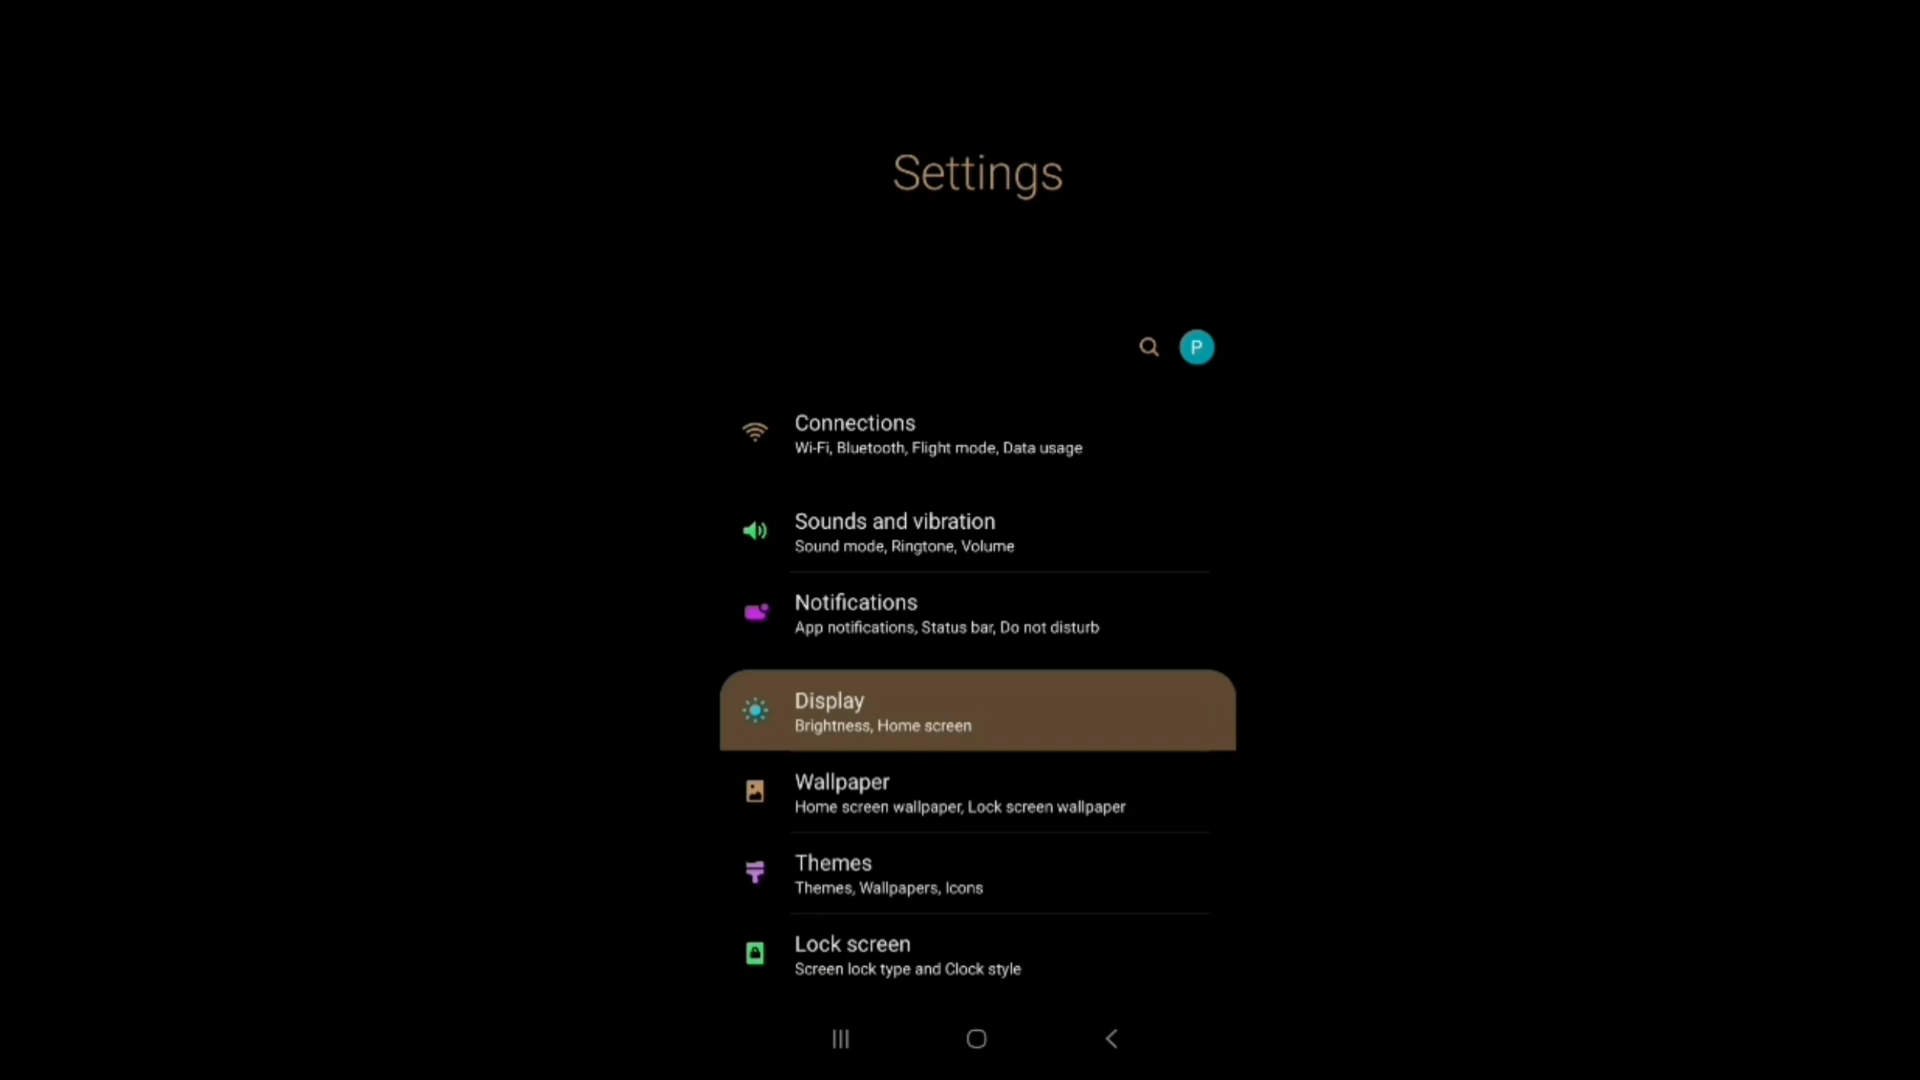 Settings
P
Connections
Wi-Fi, Bluetooth, Flight mode, Data usage
Sounds and vibration
Sound mode, Ringtone, Volume
Notifications
App notifications, Status bar, Do not disturb
Display
Brightness, Home screen
Wallpaper
Home screen wallpaper, Lock screen wallpaper
Themes
Themes, Wallpapers, Icons
Lock screen
Screen lock type and Clock style